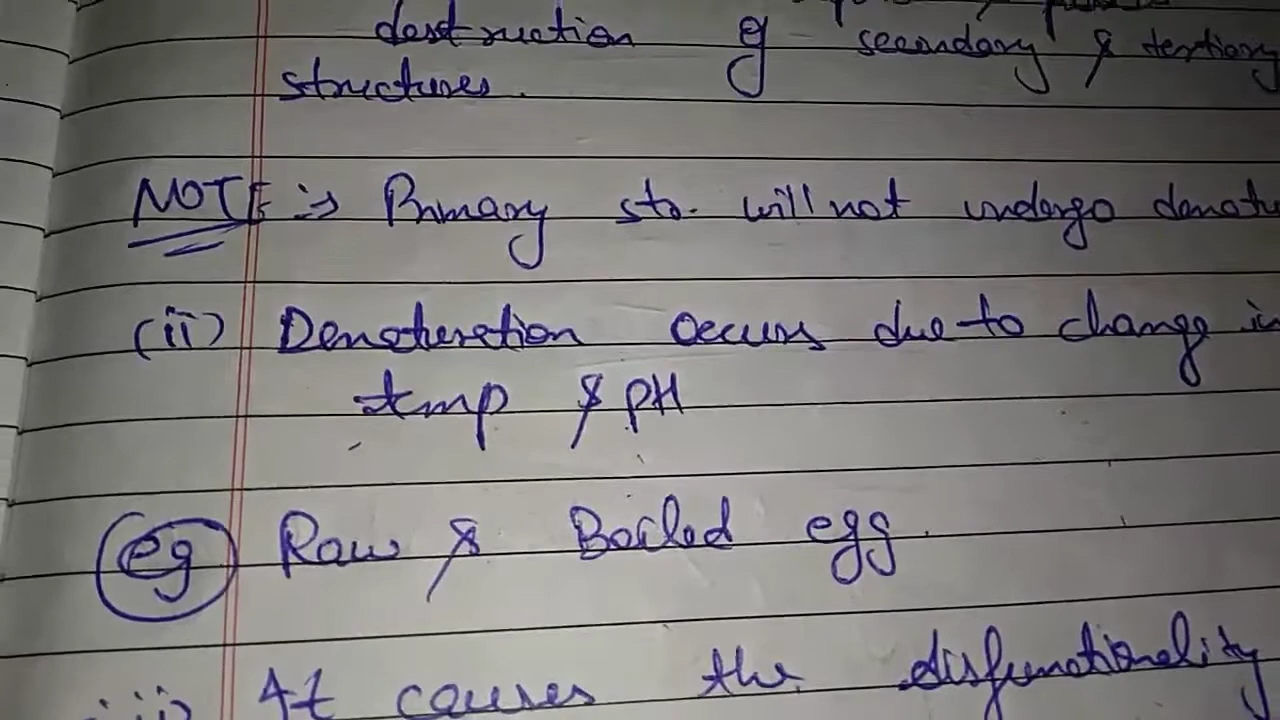 destruction of secondary & tertiary
structures.
NOTE :> Primary str. will not undergo denatu
(ii) Denaturation occurs due to change in
temp & pH
eg Raw & Boiled egg.
iii) It causes the disfunctionality